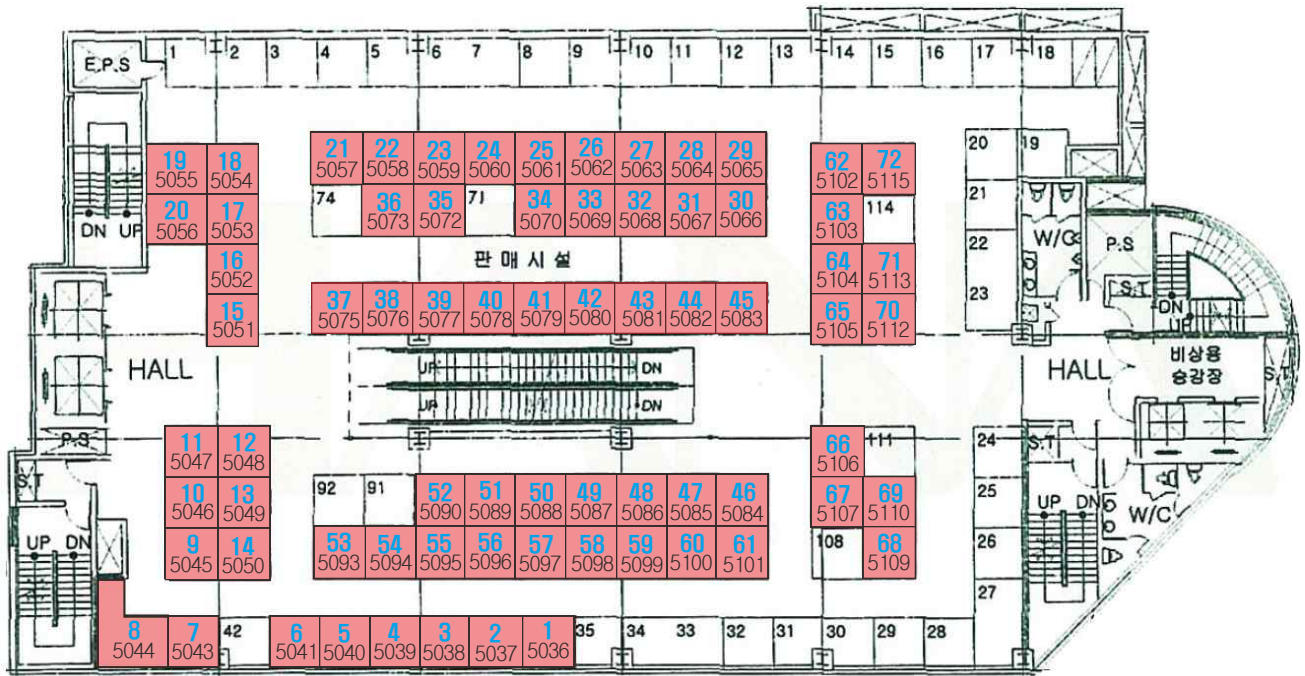 1 2 3 4 5 6 7 8 9 10 11 12 13 14 15 16 17 18
E.P.S
20 19
21 22 23 24 25 26 27 28 29
5057 5058 5059 5060 5061 5062 5063 5064 5065
19 18
5055 5054
62 72
5102 5115
74 36 35 71 34 33 32 31 30
5073 5072 5070 5069 5068 5067 5066
20 17
5056 5053
63 114
5103
21
DN UP
22
W/C
P.S
판매시설
16
5052
64 71
5104 5113
23
S.T
DN
UP
37 38 39 40 41 42 43 44 45
5075 5076 5077 5078 5079 5080 5081 5082 5083
15
5051
65 70
5105 5112
HALL
UP DN
UP DN
HALL
비상용
승강장
S.T
P.S
11 12
5047 5048
66 111
5106
24
S.T
S.T
92 91 52 51 50 49 48 47 46
5090 5089 5088 5087 5086 5085 5084
10 13
5046 5049
67 69
5107 5110
25
UP DN
W/C
UP DN
9 14
5045 5050
53 54 55 56 57 58 59 60 61
5093 5094 5095 5096 5097 5098 5099 5100 5101
108 68
5109
26
27
8 7 42 6 5 4 3 2 1 35 34 33 32 31 30 29 28
5044 5043 5041 5040 5039 5038 5037 5036